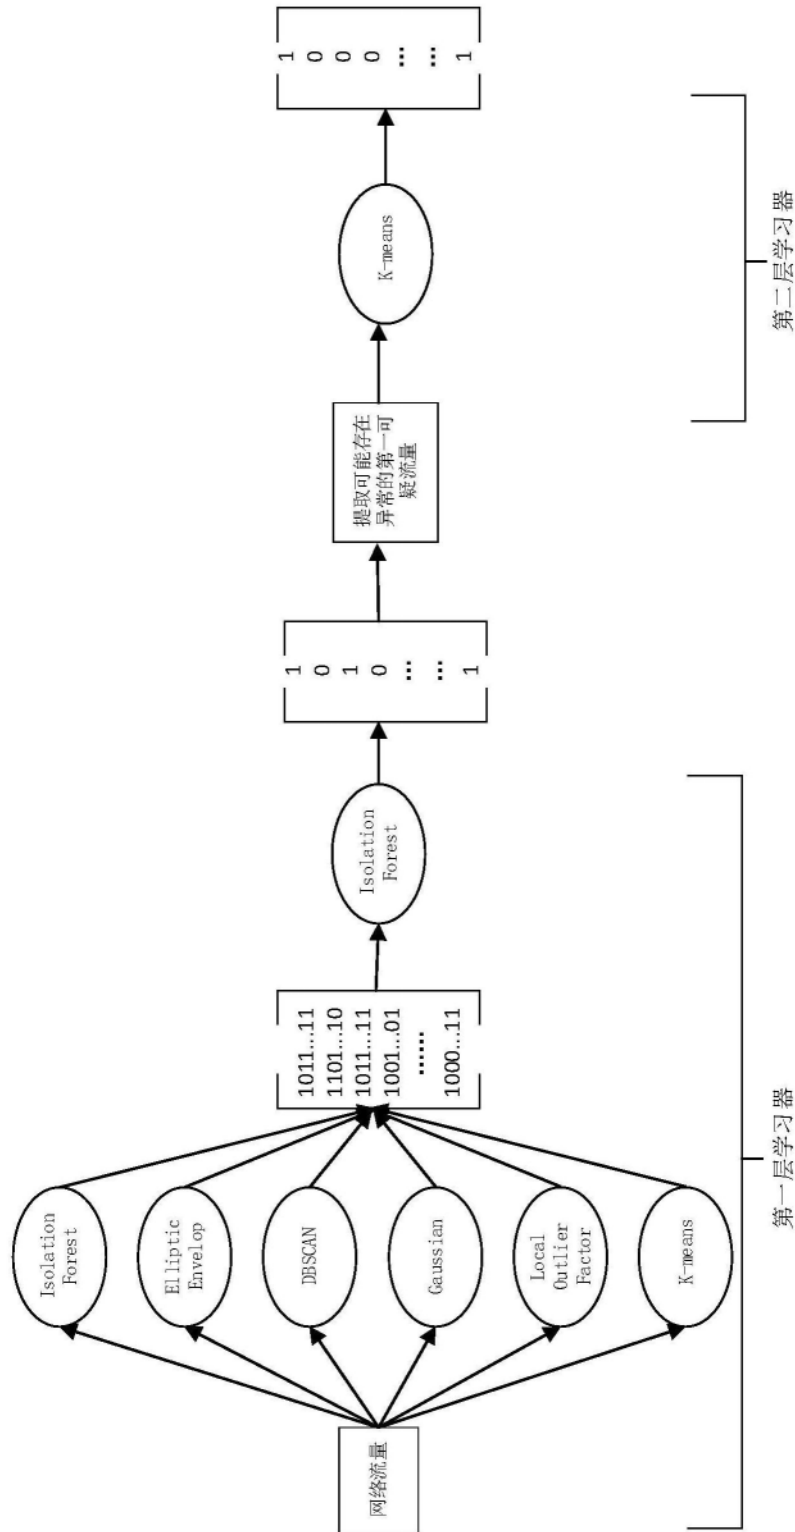 网络流量
Isolation
Forest
Elliptic
Envelop
DBSCAN
Gaussian
Local
Outlier
Factor
K-means
1011...11
1101...10
1011...11
1001...01
......
1000...11
Isolation
Forest
1
0
1
0
...
...
1
提取可能存在
异常的第一可
疑流量
K-means
1
0
0
0
...
...
1
第一层学习器
第二层学习器